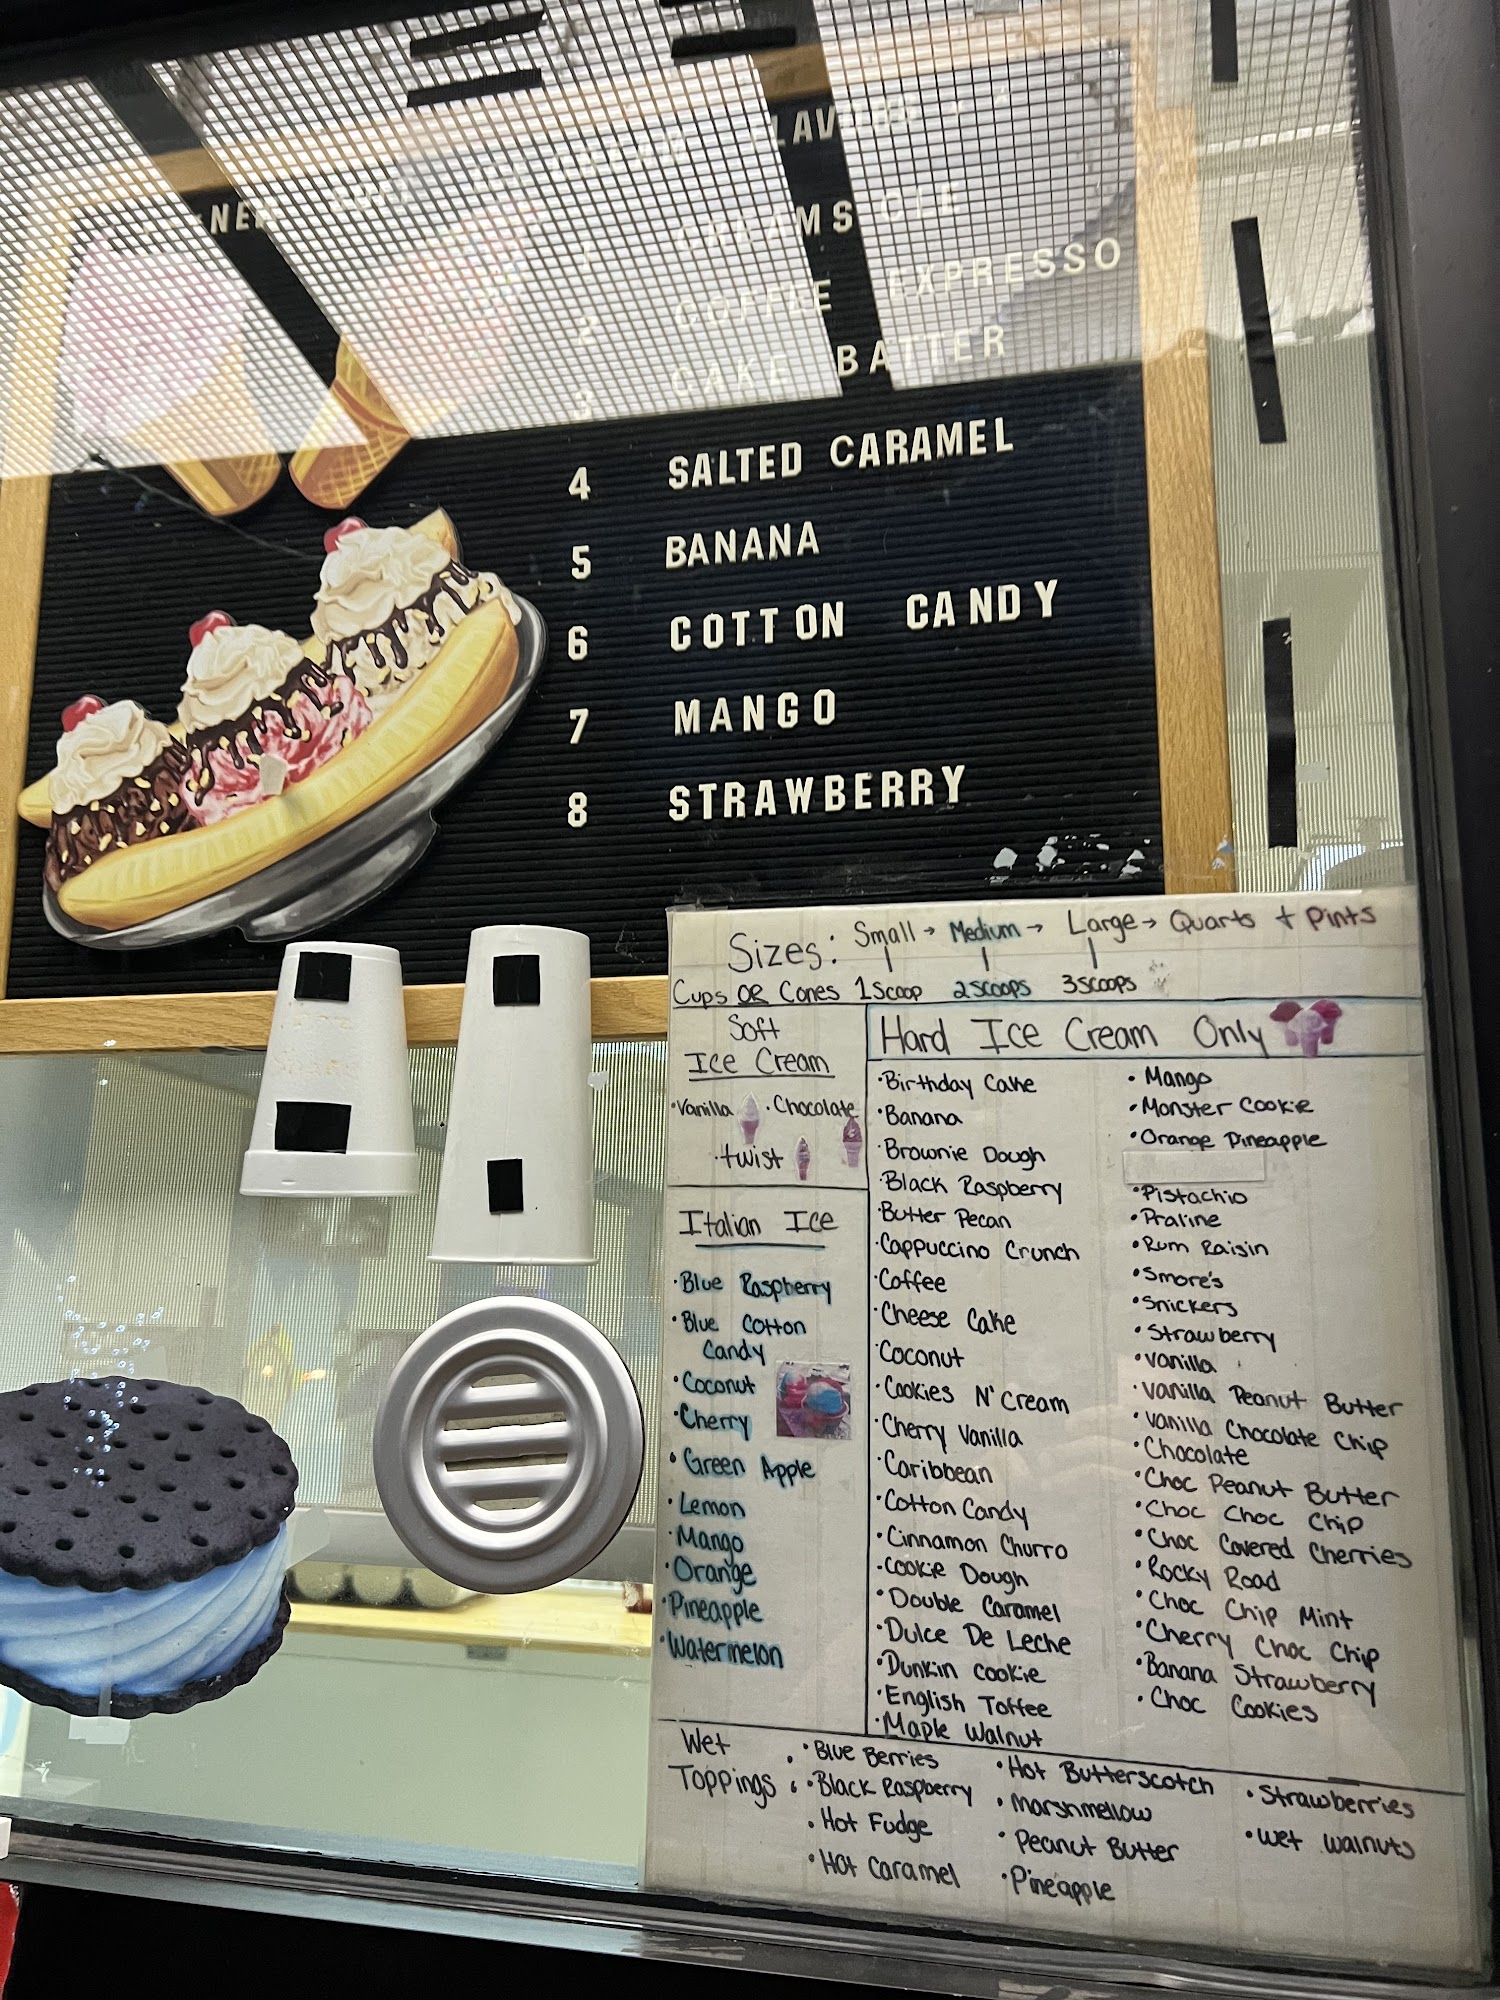 NEW SOFT ICE CREAM FLAVORS
1 CREAMSICLE
2 COFFEE EXPRESSO
3 CAKE BATTER
4 SALTED CARAMEL
5 BANANA
6 COTTON CANDY
7 MANGO
8 STRAWBERRY
Sizes: Small → Medium → Large → Quarts + Pints
Cups OR Cones 1 Scoop 2 Scoops 3 Scoops
Soft
Ice Cream
• Vanilla • Chocolate
• twist
Italian Ice
• Blue Raspberry
• Blue Cotton
Candy
• Coconut
• Cherry
• Green Apple
• Lemon
• Mango
• Orange
• Pineapple
• Watermelon
Hard Ice Cream Only
• Birthday Cake
• Banana
• Brownie Dough
• Black Raspberry
• Butter Pecan
• Cappuccino Crunch
• Coffee
• Cheese Cake
• Coconut
• Cookies N' Cream
• Cherry Vanilla
• Caribbean
• Cotton Candy
• Cinnamon Churro
• Cookie Dough
• Double Caramel
• Dulce De Leche
• Dunkin Cookie
• English Toffee
• Maple Walnut
• Mango
• Monster Cookie
• Orange Pineapple
• Pistachio
• Praline
• Rum Raisin
• Smore's
• Snickers
• Strawberry
• Vanilla
• Vanilla Peanut Butter
• Vanilla Chocolate Chip
• Chocolate
• Choc Peanut Butter
• Choc Choc Chip
• Choc Covered Cherries
• Rocky Road
• Choc Chip Mint
• Cherry Choc Chip
• Banana Strawberry
• Choc Cookies
Wet
Toppings :
• Blue Berries
• Black Raspberry
• Hot Fudge
• Hot Caramel
• Hot Butterscotch
• Marshmellow
• Peanut Butter
• Pineapple
• Strawberries
• Wet Walnuts